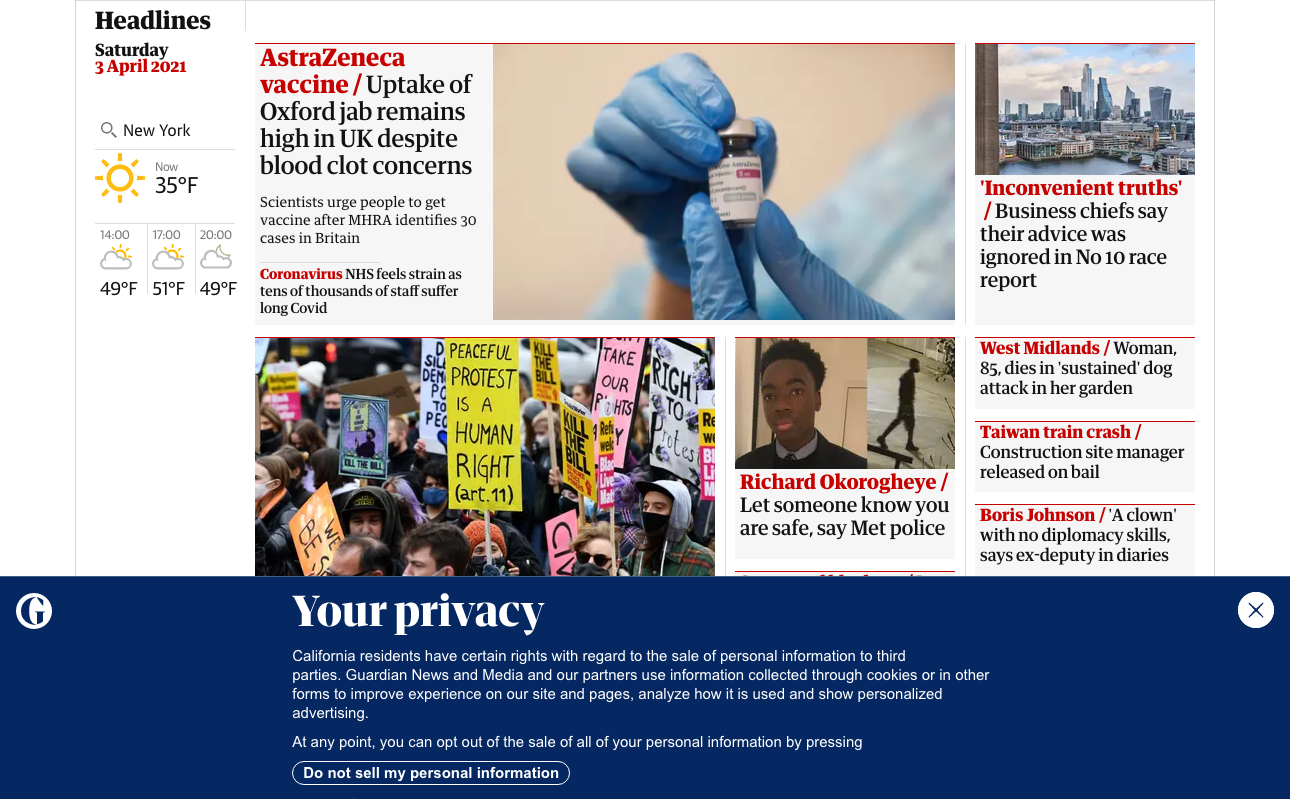 Headlines
Saturday
3 April 2021
New York
Now
35°F
14:00
49°F
17:00
51°F
20:00
49°F
AstraZeneca
vaccine / Uptake of
Oxford jab remains
high in UK despite
blood clot concerns
Scientists urge people to get
vaccine after MHRA identifies 30
cases in Britain
Coronavirus NHS feels strain as
tens of thousands of staff suffer
long Covid
'Inconvenient truths'
/ Business chiefs say
their advice was
ignored in No 10 race
report
PEACEFUL
PROTEST
IS A
HUMAN
RIGHT
(art.11)
KILL
THE
BILL
KILL
THE
BILL
KILL THE BILL
TAKE
OUR
RIGHT
TO
Protest
Richard Okorogheye /
Let someone know you
are safe, say Met police
West Midlands / Woman,
85, dies in 'sustained' dog
attack in her garden
Taiwan train crash /
Construction site manager
released on bail
Boris Johnson / 'A clown'
with no diplomacy skills,
says ex-deputy in diaries
Your privacy
California residents have certain rights with regard to the sale of personal information to third
parties. Guardian News and Media and our partners use information collected through cookies or in other
forms to improve experience on our site and pages, analyze how it is used and show personalized
advertising.
At any point, you can opt out of the sale of all of your personal information by pressing
Do not sell my personal information